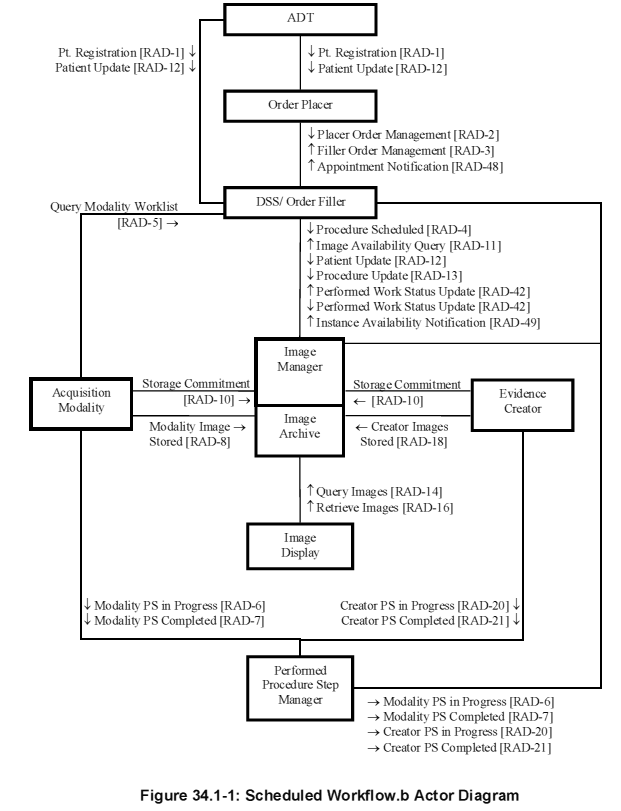 ADT
Pt. Registration [RAD-1] ↓
Patient Update [RAD-12] ↓
↓ Pt. Registration [RAD-1]
↓ Patient Update [RAD-12]
Order Placer
↓ Placer Order Management [RAD-2]
↑ Filler Order Management [RAD-3]
↑ Appointment Notification [RAD-48]
DSS/ Order Filler
Query Modality Worklist
[RAD-5] →
↓ Procedure Scheduled [RAD-4]
↑ Image Availability Query [RAD-11]
↓ Patient Update [RAD-12]
↓ Procedure Update [RAD-13]
↑ Performed Work Status Update [RAD-42]
↓ Performed Work Status Update [RAD-42]
↑ Instance Availability Notification [RAD-49]
Image
Manager
Acquisition
Modality
Storage Commitment
[RAD-10] →
Storage Commitment
← [RAD-10]
Evidence
Creator
Modality Image →
Stored [RAD-8]
Image
Archive
← Creator Images
Stored [RAD-18]
↑ Query Images [RAD-14]
↑ Retrieve Images [RAD-16]
Image
Display
↓ Modality PS in Progress [RAD-6]
↓ Modality PS Completed [RAD-7]
Creator PS in Progress [RAD-20] ↓
Creator PS Completed [RAD-21] ↓
Performed
Procedure Step
Manager
→ Modality PS in Progress [RAD-6]
→ Modality PS Completed [RAD-7]
→ Creator PS in Progress [RAD-20]
→ Creator PS Completed [RAD-21]
Figure 34.1-1: Scheduled Workflow.b Actor Diagram